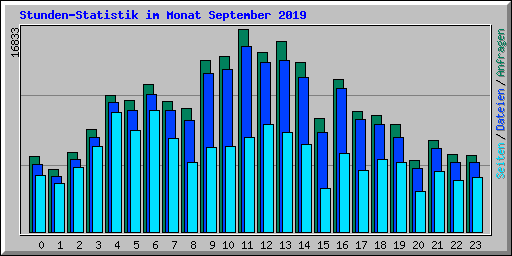 Stunden-Statistik im Monat September 2019
16833
Seiten / Dateien / Anfragen
0 1 2 3 4 5 6 7 8 9 10 11 12 13 14 15 16 17 18 19 20 21 22 23